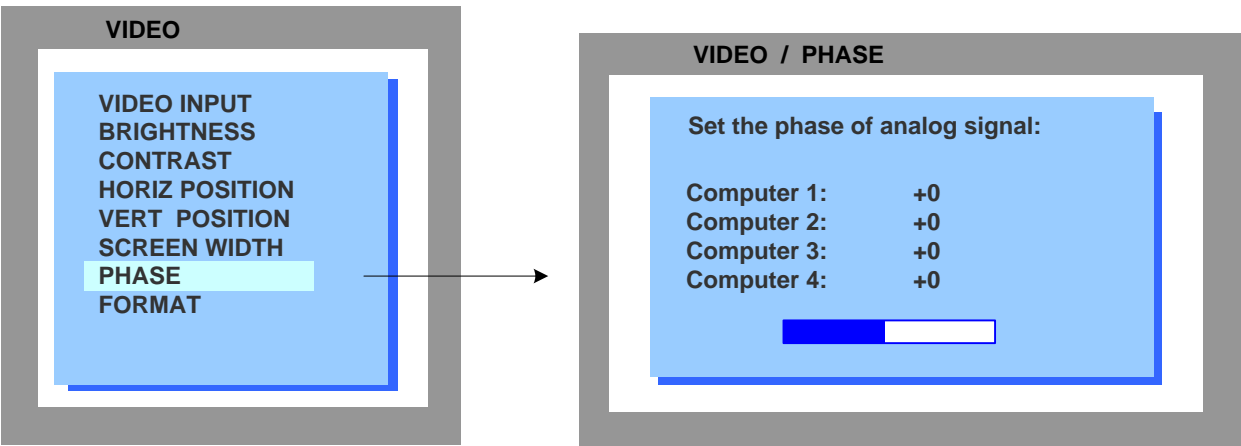 VIDEO
VIDEO INPUT
BRIGHTNESS
CONTRAST
HORIZ POSITION
VERT POSITION
SCREEN WIDTH
PHASE
FORMAT
VIDEO / PHASE
Set the phase of analog signal:
Computer 1: +0
Computer 2: +0
Computer 3: +0
Computer 4: +0